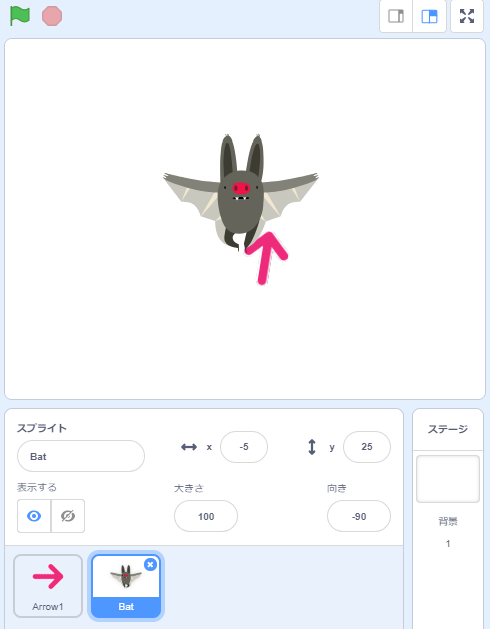 スプライト
Bat
x
-5
y
25
表示する
大きさ
100
向き
-90
Arrow1
Bat
ステージ
背景
1